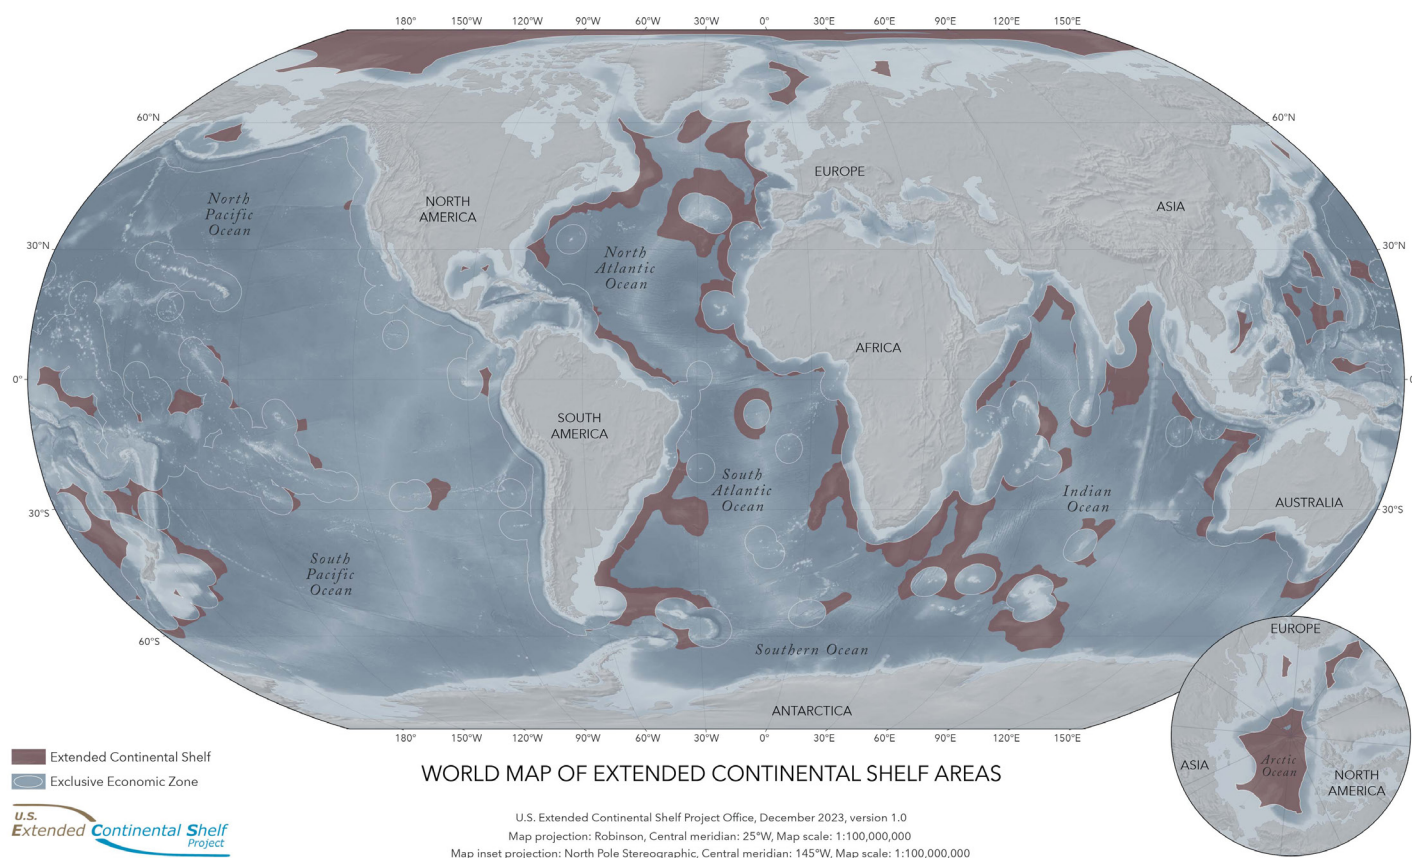 180° 150°W 120°W 90°W 60°W 30°W 0° 30°E 60°E 90°E 120°E 150°E
60°N
60°N
EUROPE
North
Pacific
Ocean
NORTH
AMERICA
ASIA
30°N
30°N
North
Atlantic
Ocean
AFRICA
0°
SOUTH
AMERICA
South
Atlantic
Ocean
Indian
Ocean
AUSTRALIA
30°S
30°S
South
Pacific
Ocean
60°S
Southern Ocean
ANTARCTICA
180° 150°W 120°W 90°W 60°W 30°W 0° 30°E 60°E 90°E 120°E 150°E
EUROPE
ASIA
Arctic
Ocean
NORTH
AMERICA
Extended Continental Shelf
Exclusive Economic Zone
U.S.
Extended Continental Shelf
Project
WORLD MAP OF EXTENDED CONTINENTAL SHELF AREAS
U.S. Extended Continental Shelf Project Office, December 2023, version 1.0
Map projection: Robinson, Central meridian: 25°W, Map scale: 1:100,000,000
Map inset projection: North Pole Stereographic, Central meridian: 145°W, Map scale: 1:100,000,000